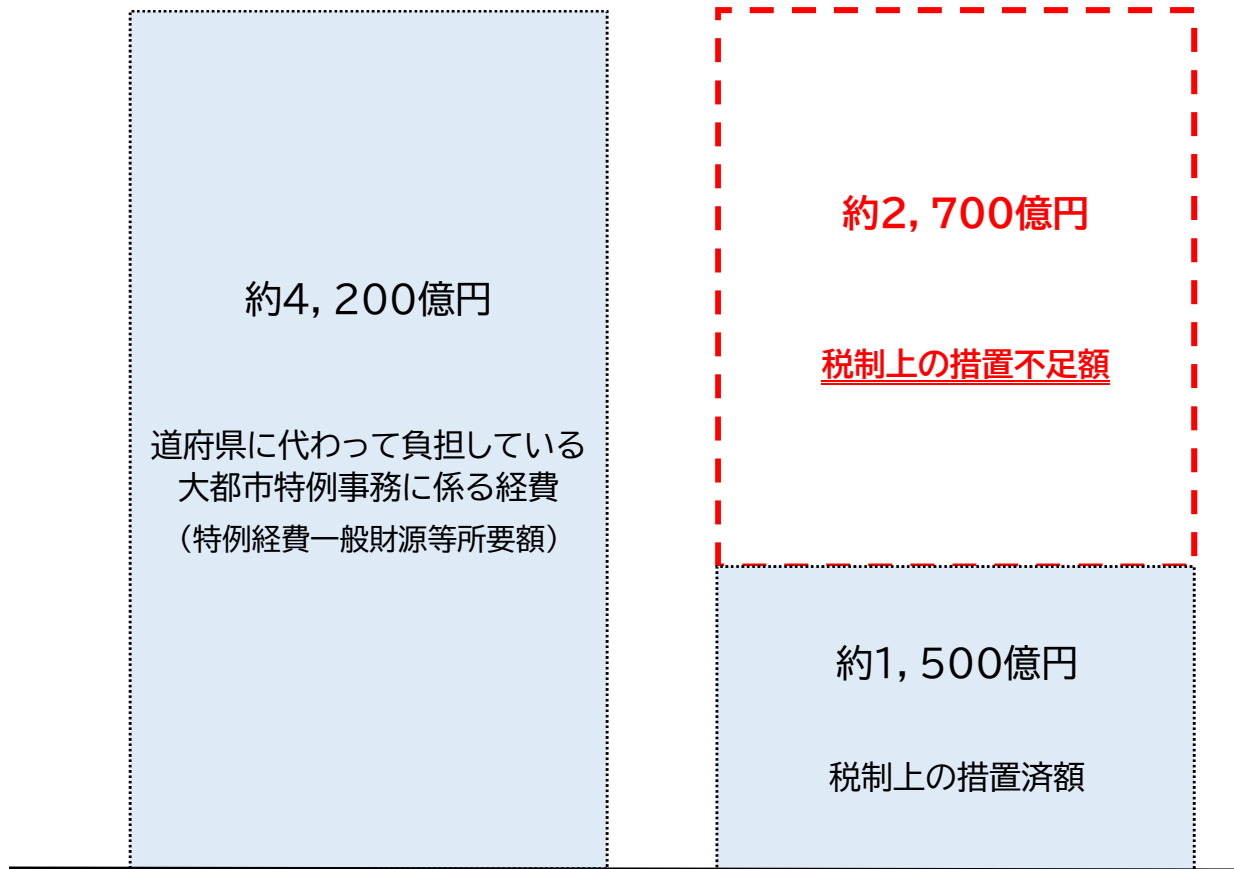 約4，200億円
道府県に代わって負担している
大都市特例事務に係る経費
（特例経費一般財源等所要額）
約2，700億円
税制上の措置不足額
約1，500億円
税制上の措置済額